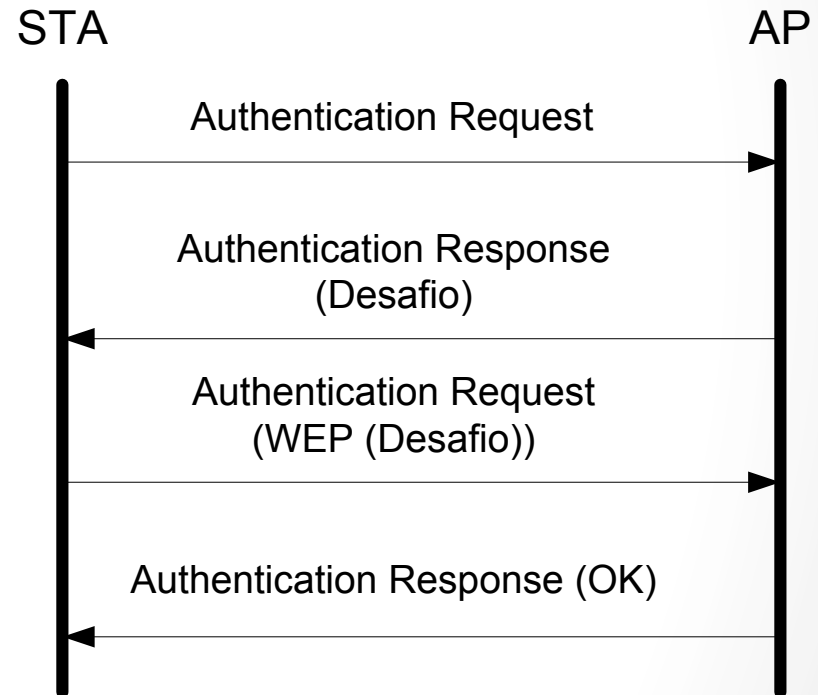 STA
AP
Authentication Request
Authentication Response
(Desafio)
Authentication Request
(WEP (Desafio))
Authentication Response (OK)